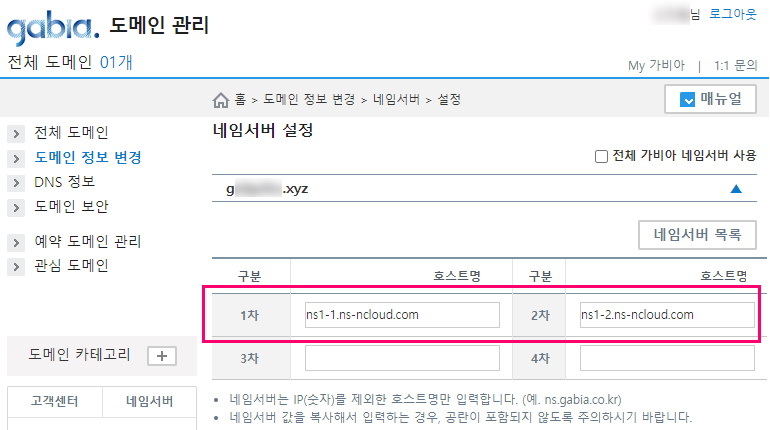 gabia. 도메인 관리
님 로그아웃
전체 도메인 01개
My 가비아 | 1:1 문의
홈 > 도메인 정보 변경 > 네임서버 > 설정
매뉴얼
전체 도메인
도메인 정보 변경
DNS 정보
도메인 보안
예약 도메인 관리
관심 도메인
도메인 카테고리 +
고객센터 네임서버
네임서버 설정
전체 가비아 네임서버 사용
g .xyz
네임서버 목록
구분 호스트명 구분 호스트명
1차 ns1-1.ns-ncloud.com 2차 ns1-2.ns-ncloud.com
3차 4차
• 네임서버는 IP(숫자)를 제외한 호스트명만 입력합니다. (예. ns.gabia.co.kr)
• 네임서버 값을 복사해서 입력하는 경우, 공란이 포함되지 않도록 주의하시기 바랍니다.